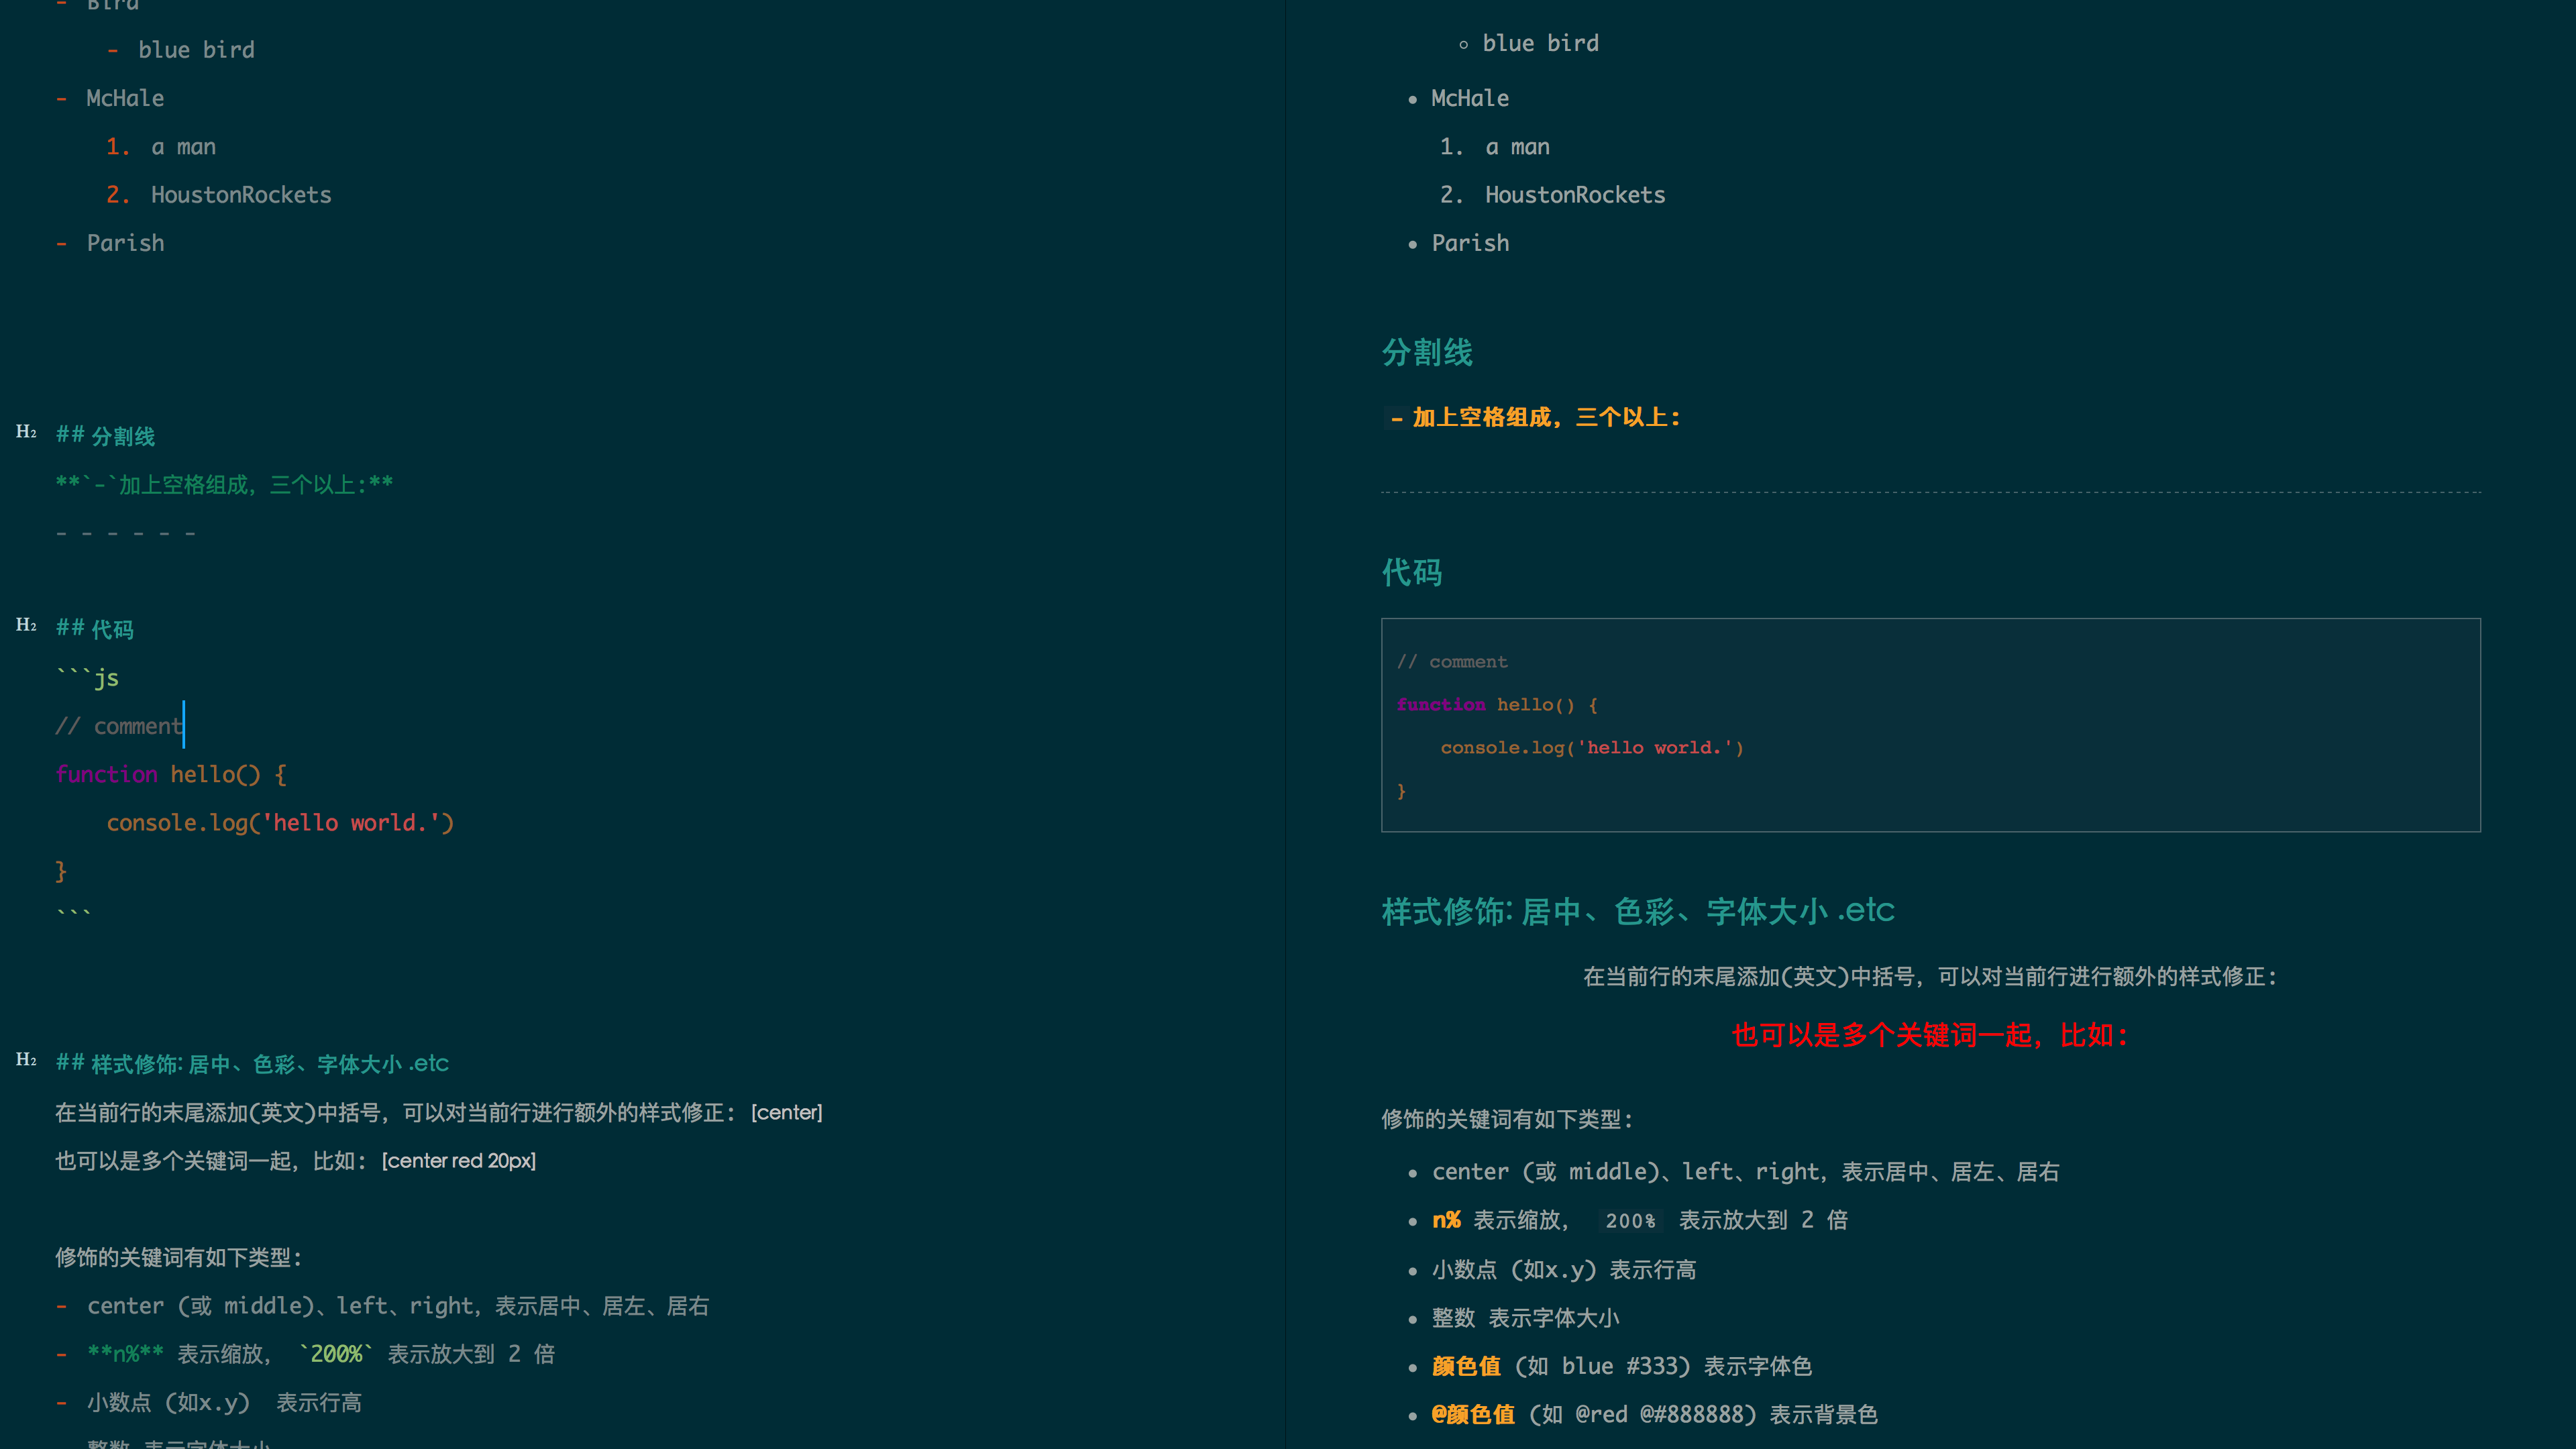 - Bird
- blue bird
- McHale
1. a man
2. HoustonRockets
- Parish
H₂ ## 分割线
**`-`加上空格组成，三个以上:**
- - - - - -
H₂ ## 代码
```js
// comment
function hello() {
console.log('hello world.')
}
```
H₂ ## 样式修饰: 居中、色彩、字体大小 .etc
在当前行的末尾添加(英文)中括号，可以对当前行进行额外的样式修正： [center]
也可以是多个关键词一起，比如： [center red 20px]
修饰的关键词有如下类型：
- center (或 middle)、left、right，表示居中、居左、居右
- **n%** 表示缩放， `200%` 表示放大到 2 倍
- 小数点 (如x.y) 表示行高
整数 表示字体大小
◦ blue bird
• McHale
1. a man
2. HoustonRockets
• Parish
分割线
- 加上空格组成，三个以上:
代码
// comment
function hello() {
console.log('hello world.')
}
样式修饰: 居中、色彩、字体大小 .etc
在当前行的末尾添加(英文)中括号，可以对当前行进行额外的样式修正：
也可以是多个关键词一起，比如：
修饰的关键词有如下类型：
• center (或 middle)、left、right，表示居中、居左、居右
• n% 表示缩放， 200% 表示放大到 2 倍
• 小数点 (如x.y) 表示行高
• 整数 表示字体大小
• 颜色值 (如 blue #333) 表示字体色
• @颜色值 (如 @red @#888888) 表示背景色